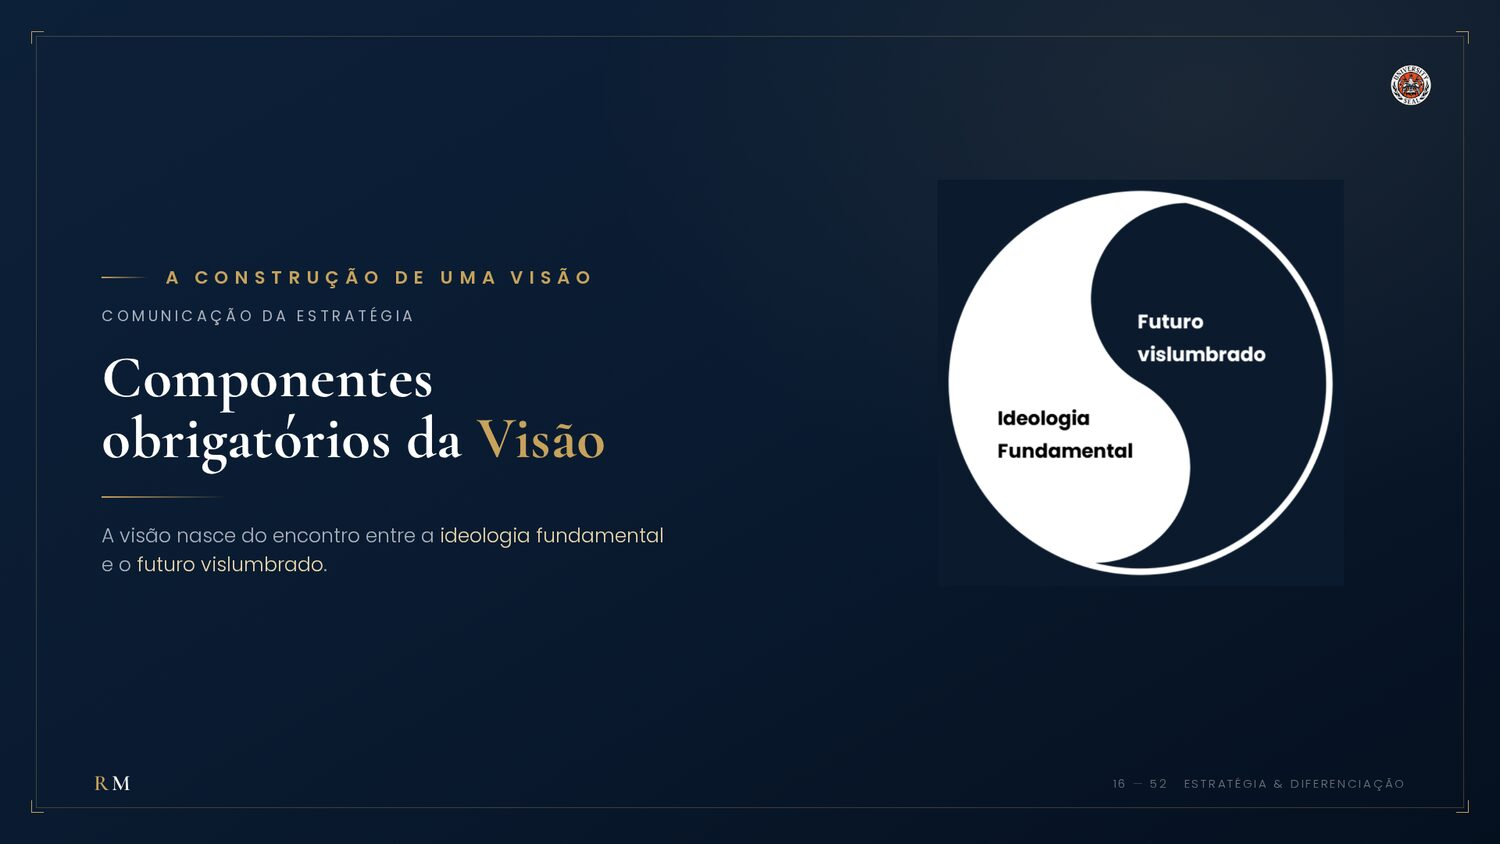 A CONSTRUÇÃO DE UMA VISÃO
COMUNICAÇÃO DA ESTRATÉGIA
Componentes
obrigatórios da Visão
A visão nasce do encontro entre a ideologia fundamental
e o futuro vislumbrado.
Futuro
vislumbrado
Ideologia
Fundamental
RM
16 — 52 ESTRATÉGIA & DIFERENCIAÇÃO